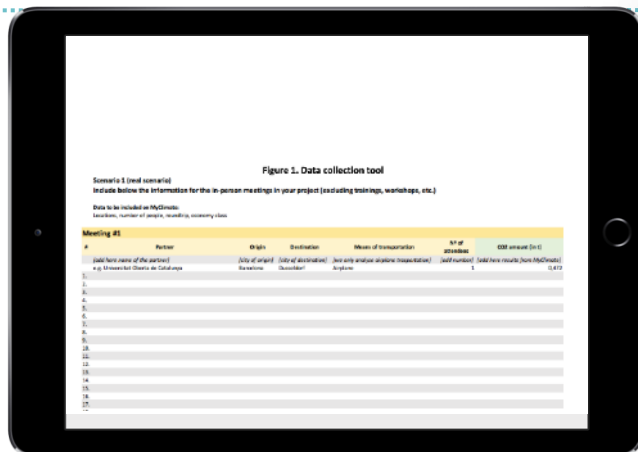 Figure 1. Data collection tool
Scenario 1 (real scenario)
Include below the information for the in-person meetings in your project (excluding trainings, workshops, etc.)
Data to be included on MyClimate:
Locations, number of people, roundtrip, economy class
Meeting #1
# Partner Origin Destination Means of transportation Nº of attendees CO2 amount (in t)
(add here name of the partner) (city of origin) (city of destination) (we only analyse airplane trasportation) (add number) (add here results from MyClimate)
e.g. Universitat Oberta de Catalunya Barcelona Düsseldorf Airplane 1 0,472
1.
2.
3.
4.
5.
6.
7.
8.
9.
10.
11.
12.
13.
14.
15.
16.
17.